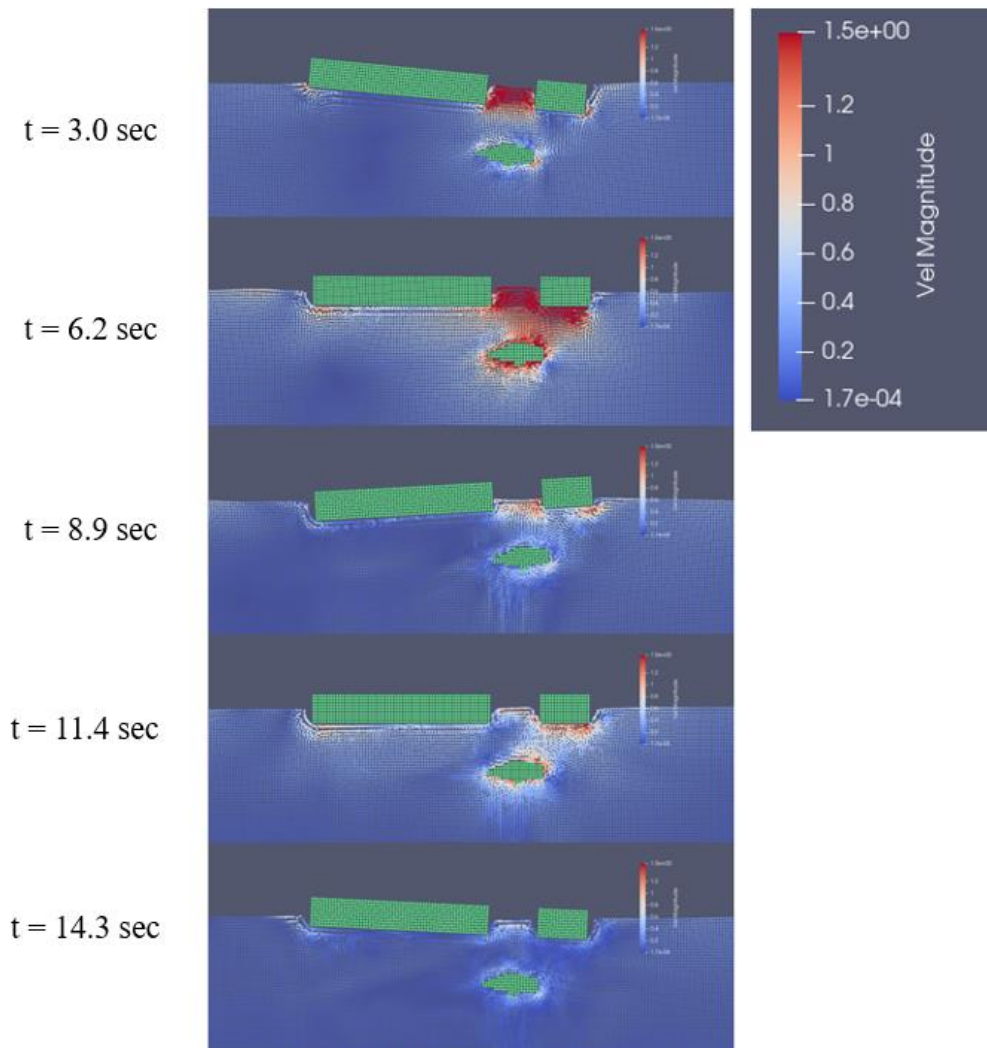 t = 3.0 sec
t = 6.2 sec
t = 8.9 sec
t = 11.4 sec
t = 14.3 sec
1.5e+00
1.2
1
0.8
0.6
0.4
0.2
1.7e-04
Vel Magnitude